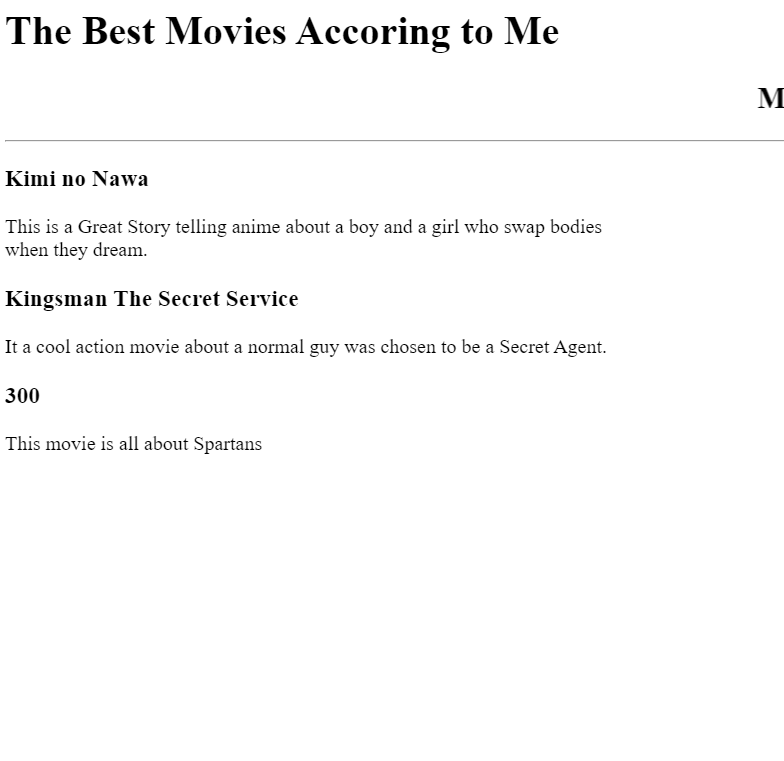 The Best Movies Accoring to Me
M
Kimi no Nawa
This is a Great Story telling anime about a boy and a girl who swap bodies
when they dream.
Kingsman The Secret Service
It a cool action movie about a normal guy was chosen to be a Secret Agent.
300
This movie is all about Spartans